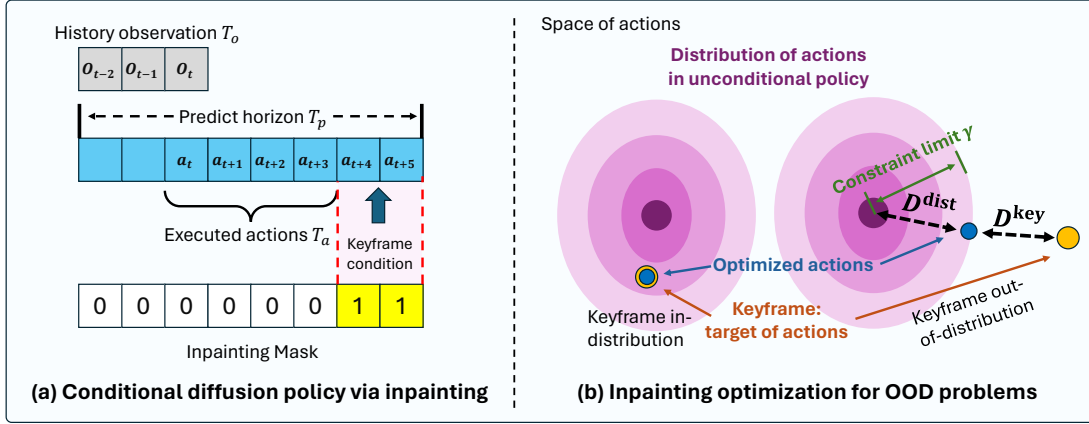 History observation T_o
O_{t-2} O_{t-1} O_t
Predict horizon T_p
a_t a_{t+1} a_{t+2} a_{t+3} a_{t+4} a_{t+5}
Executed actions T_a
Keyframe
condition
0 0 0 0 0 0 1 1
Inpainting Mask
(a) Conditional diffusion policy via inpainting
Space of actions
Distribution of actions
in unconditional policy
Constraint limit γ
D^{dist}
D^{key}
Optimized actions
Keyframe in-
distribution
Keyframe:
target of actions
Keyframe out-
of-distribution
(b) Inpainting optimization for OOD problems